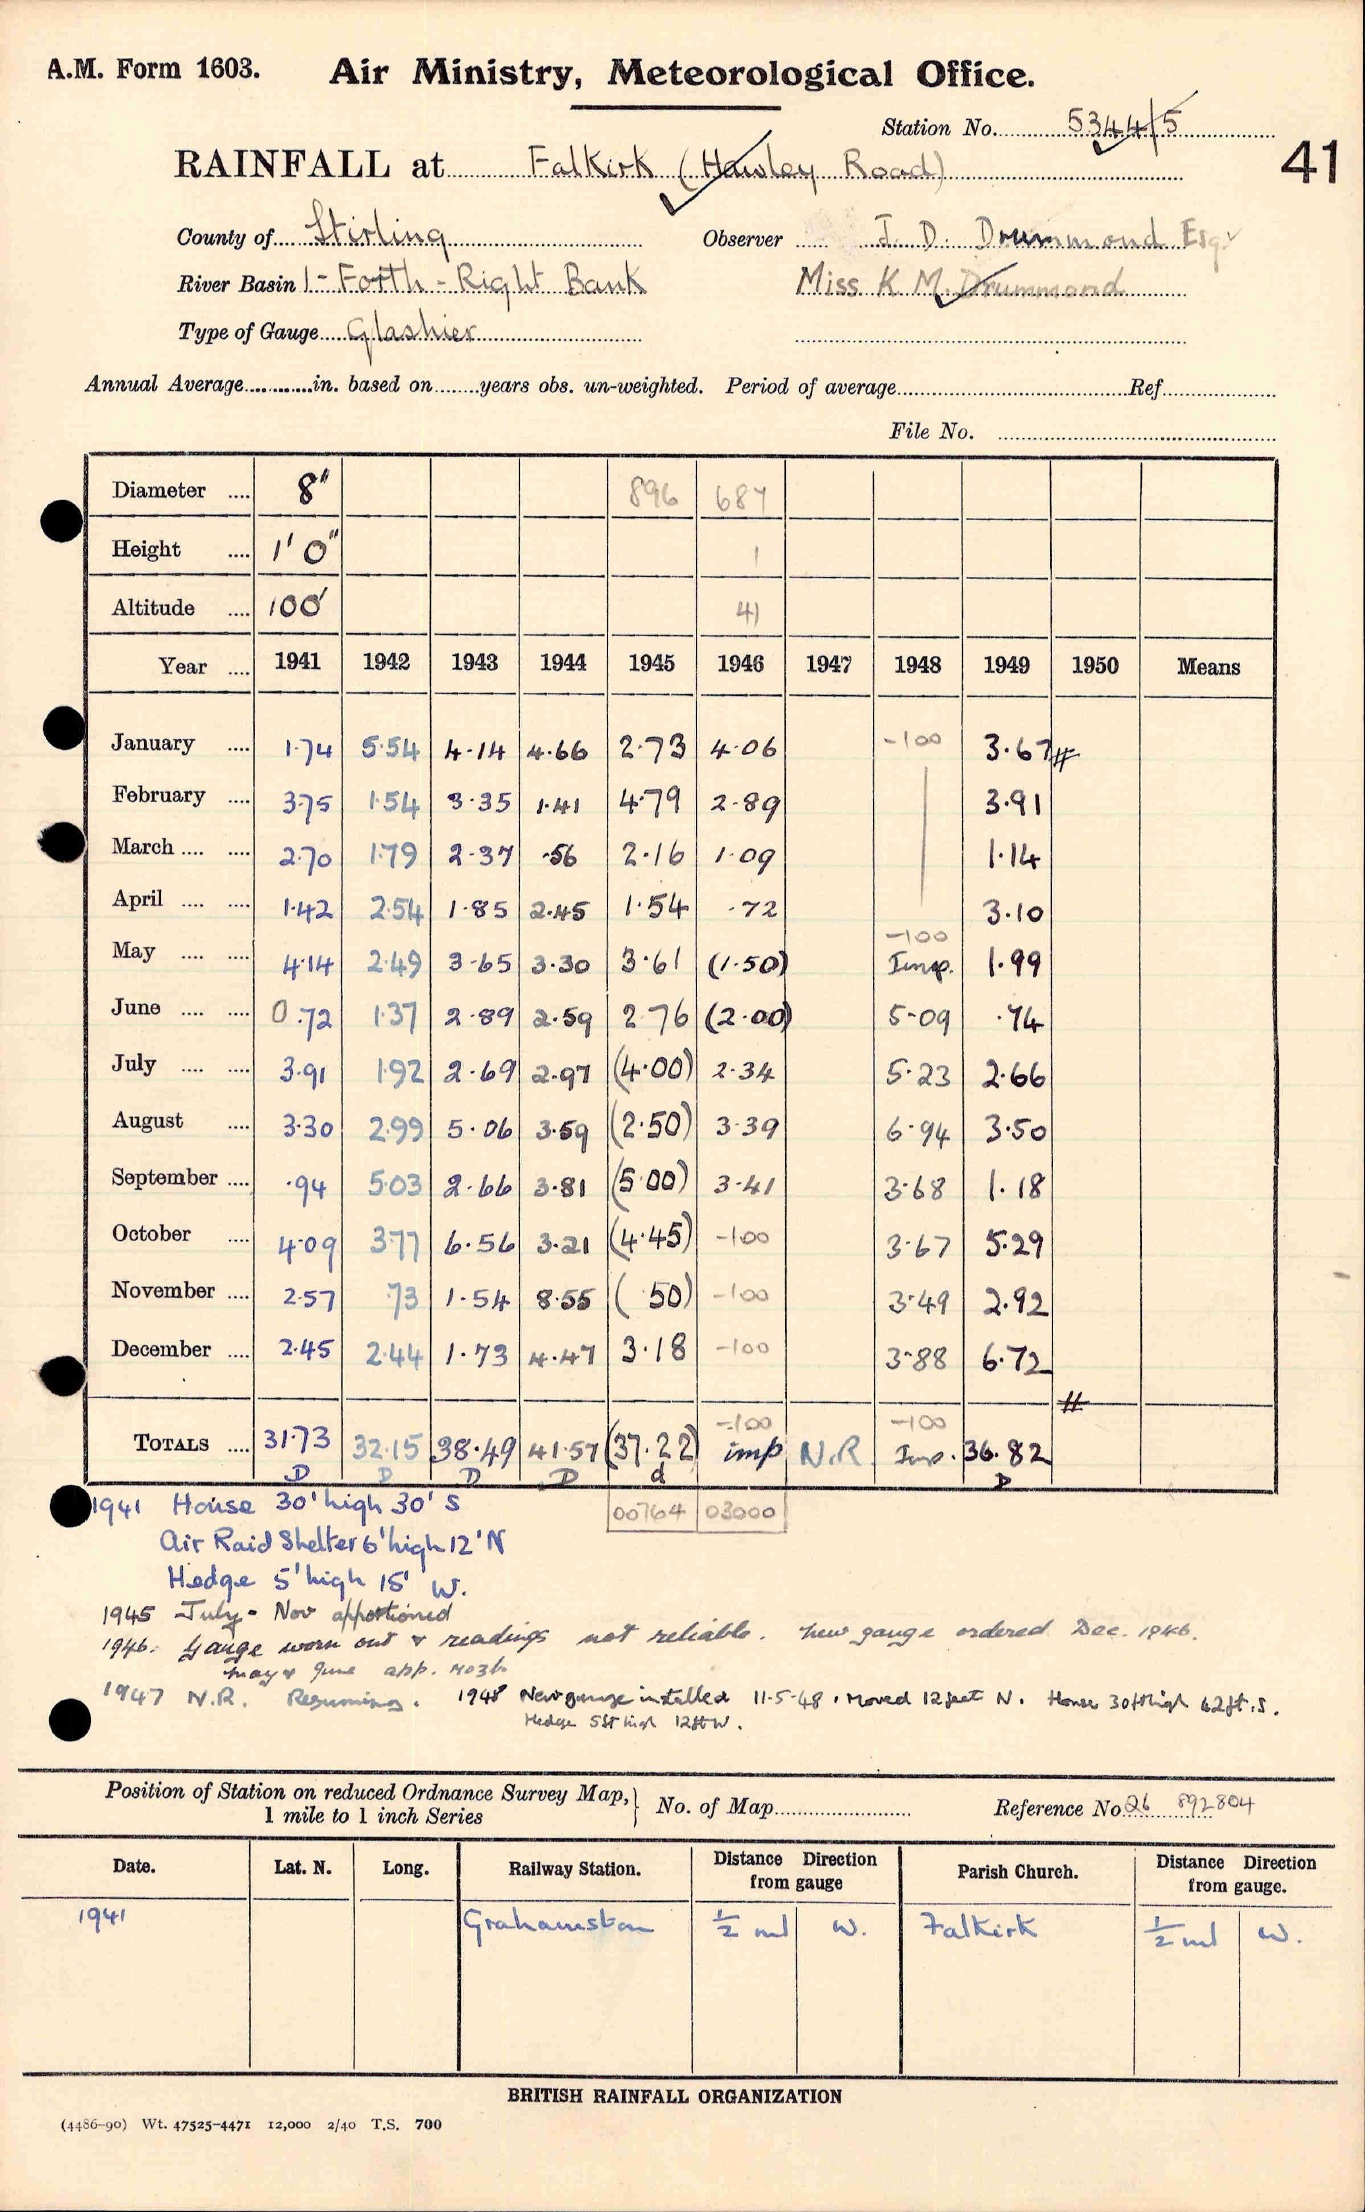 A.M. Form 1603. Air Ministry, Meteorological Office.
Station No. 5344/5
41
RAINFALL at Falkirk (Hawley Road)
County of Stirling Observer J. D. Drummond Esq.
River Basin 1 - Forth - Right Bank Miss K M. Drummond
Type of Gauge Glashier
Annual Average in. based on years obs. un-weighted. Period of average Ref.
File No.
Diameter 8" 896 687
Height 1' 0" 1
Altitude 100' 41
Year 1941 1942 1943 1944 1945 1946 1947 1948 1949 1950 Means
January 1.74 5.54 4.14 4.66 2.73 4.06 -100 3.67 #
February 3.75 1.54 3.35 1.41 4.79 2.89 3.91
March 2.70 1.79 2.37 .56 2.16 1.09 1.14
April 1.42 2.54 1.85 2.45 1.54 .72 3.10
May 4.14 2.49 3.65 3.30 3.61 (1.50) -100 Imp. 1.99
June 0.72 1.37 2.89 2.59 2.76 (2.00) 5.09 .74
July 3.91 1.92 2.69 2.97 (4.00) 2.34 5.23 2.66
August 3.30 2.99 5.06 3.59 (2.50) 3.39 6.94 3.50
September .94 5.03 2.66 3.81 (5.00) 3.41 3.68 1.18
October 4.09 3.77 6.56 3.21 (4.45) -100 3.67 5.29
November 2.57 .73 1.54 8.55 ( 50) -100 3.49 2.92
December 2.45 2.44 1.73 4.47 3.18 -100 3.88 6.72
#
-100 -100
TOTALS 31.73 32.15 38.49 41.57 (37.22) imp N.R. Imp. 36.82
D D D D d D
00764 03000
1941 House 30' high 30' S
Air Raid Shelter 6' high 12' N
Hedge 5' high 15' W.
1945 July - Nov apportioned
1946. Gauge worn out & readings not reliable. New gauge ordered Dec. 1946.
May & June app.
1947 N.R. Resuming. 1948 New gauge installed 11-5-48. Moved 12 feet N. House 30ft high 42ft. S.
Hedge 5ft high 12ft W.
Position of Station on reduced Ordnance Survey Map,
1 mile to 1 inch Series
No. of Map Reference No. 26 892804
Date. Lat. N. Long. Railway Station. Distance Direction from gauge Parish Church. Distance Direction from gauge.
1941 Grahamston ½ ml W. Falkirk ½ ml W.
BRITISH RAINFALL ORGANIZATION
(4486-90) Wt. 47525-4471 12,000 2/40 T.S. 700